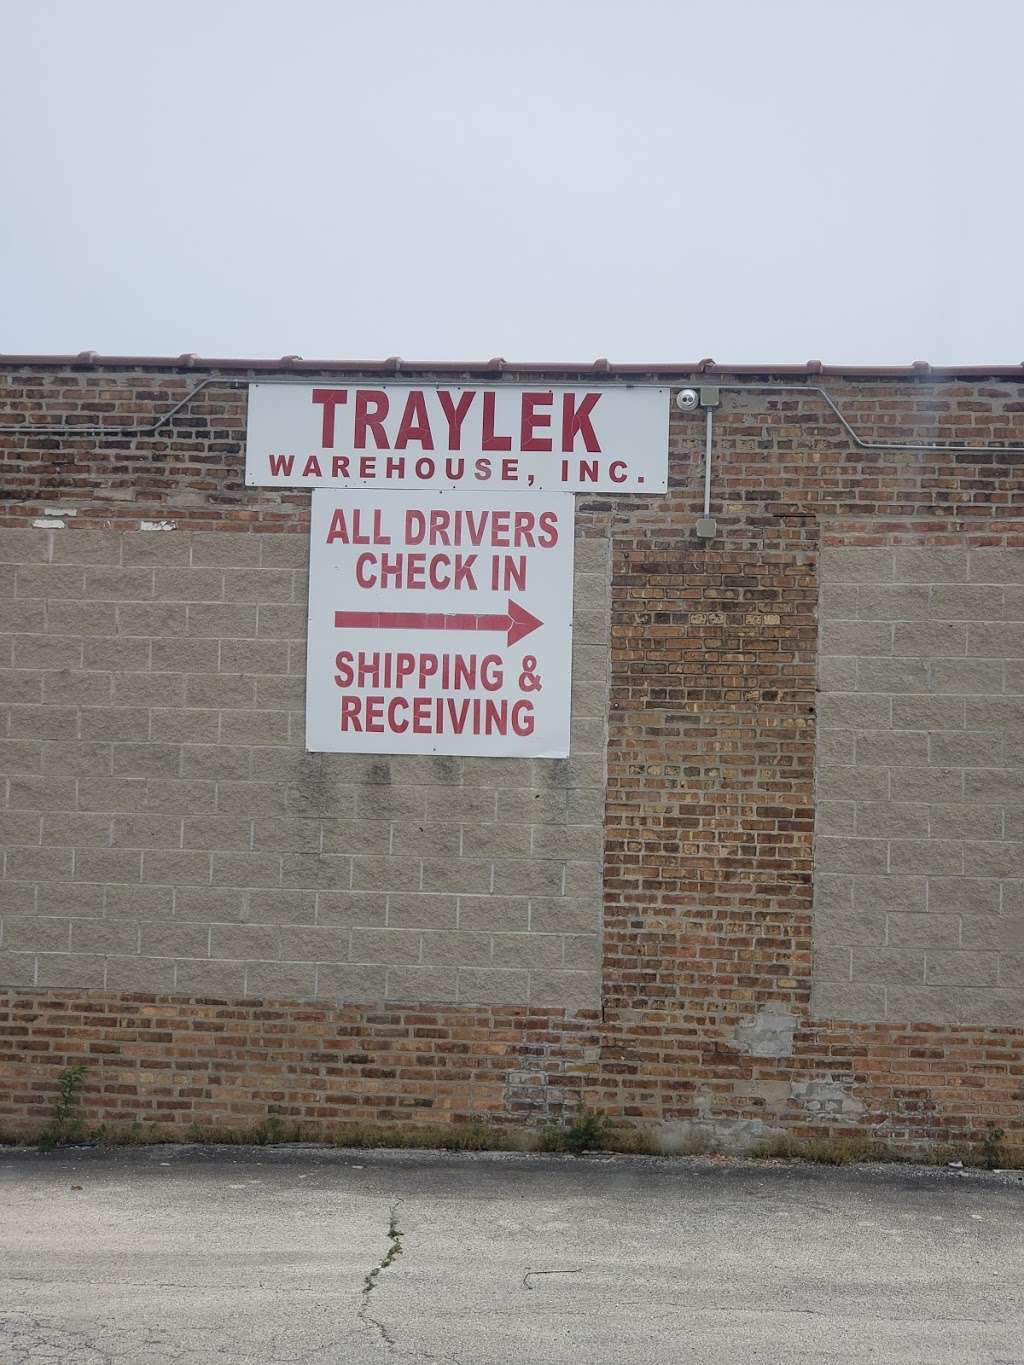 TRAYLEK
WAREHOUSE, INC.
ALL DRIVERS
CHECK IN
SHIPPING &
RECEIVING